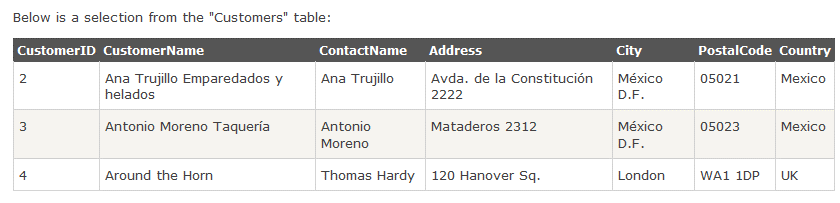 Below is a selection from the "Customers" table:
CustomerID CustomerName ContactName Address City PostalCode Country
2 Ana Trujillo Emparedados y helados Ana Trujillo Avda. de la Constitución 2222 México D.F. 05021 Mexico
3 Antonio Moreno Taquería Antonio Moreno Mataderos 2312 México D.F. 05023 Mexico
4 Around the Horn Thomas Hardy 120 Hanover Sq. London WA1 1DP UK